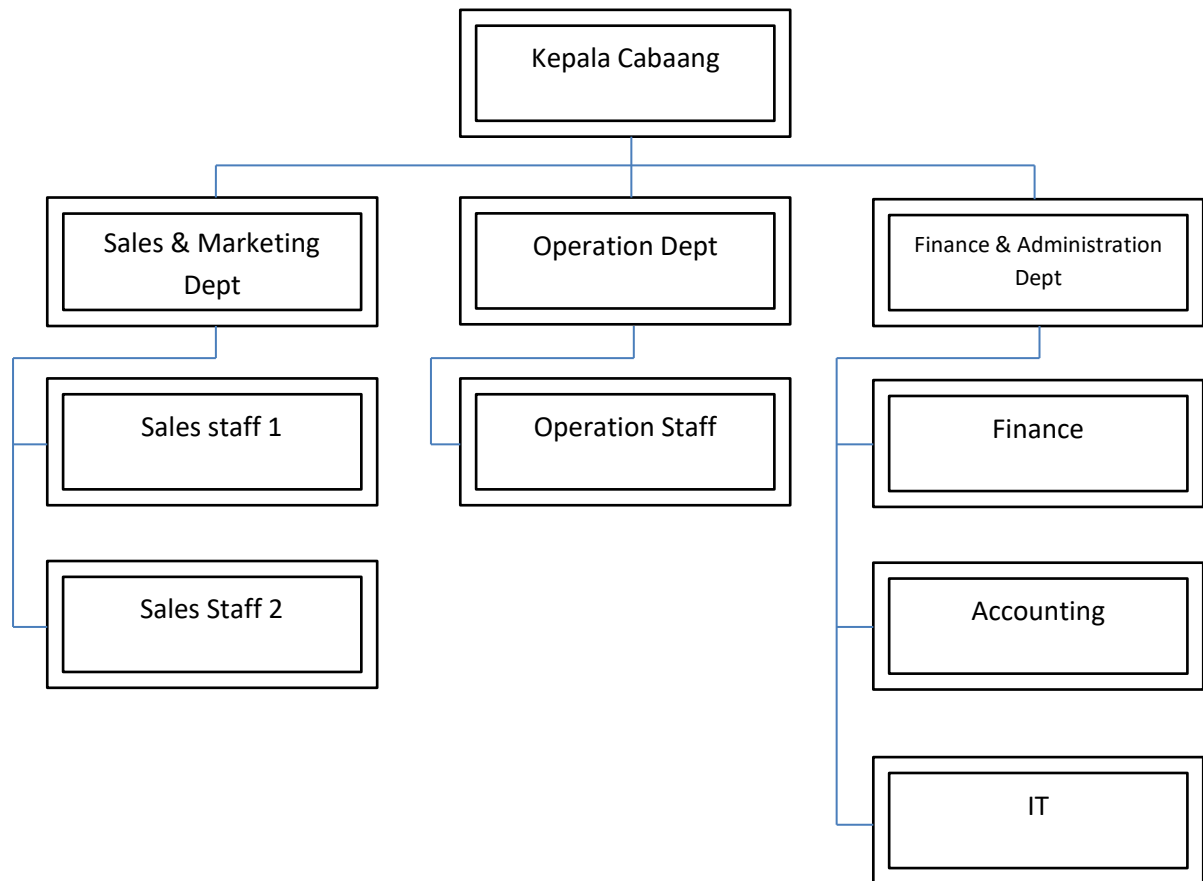 Kepala Cabaang
Sales & Marketing
Dept
Operation Dept
Finance & Administration
Dept
Sales staff 1
Operation Staff
Finance
Sales Staff 2
Accounting
IT